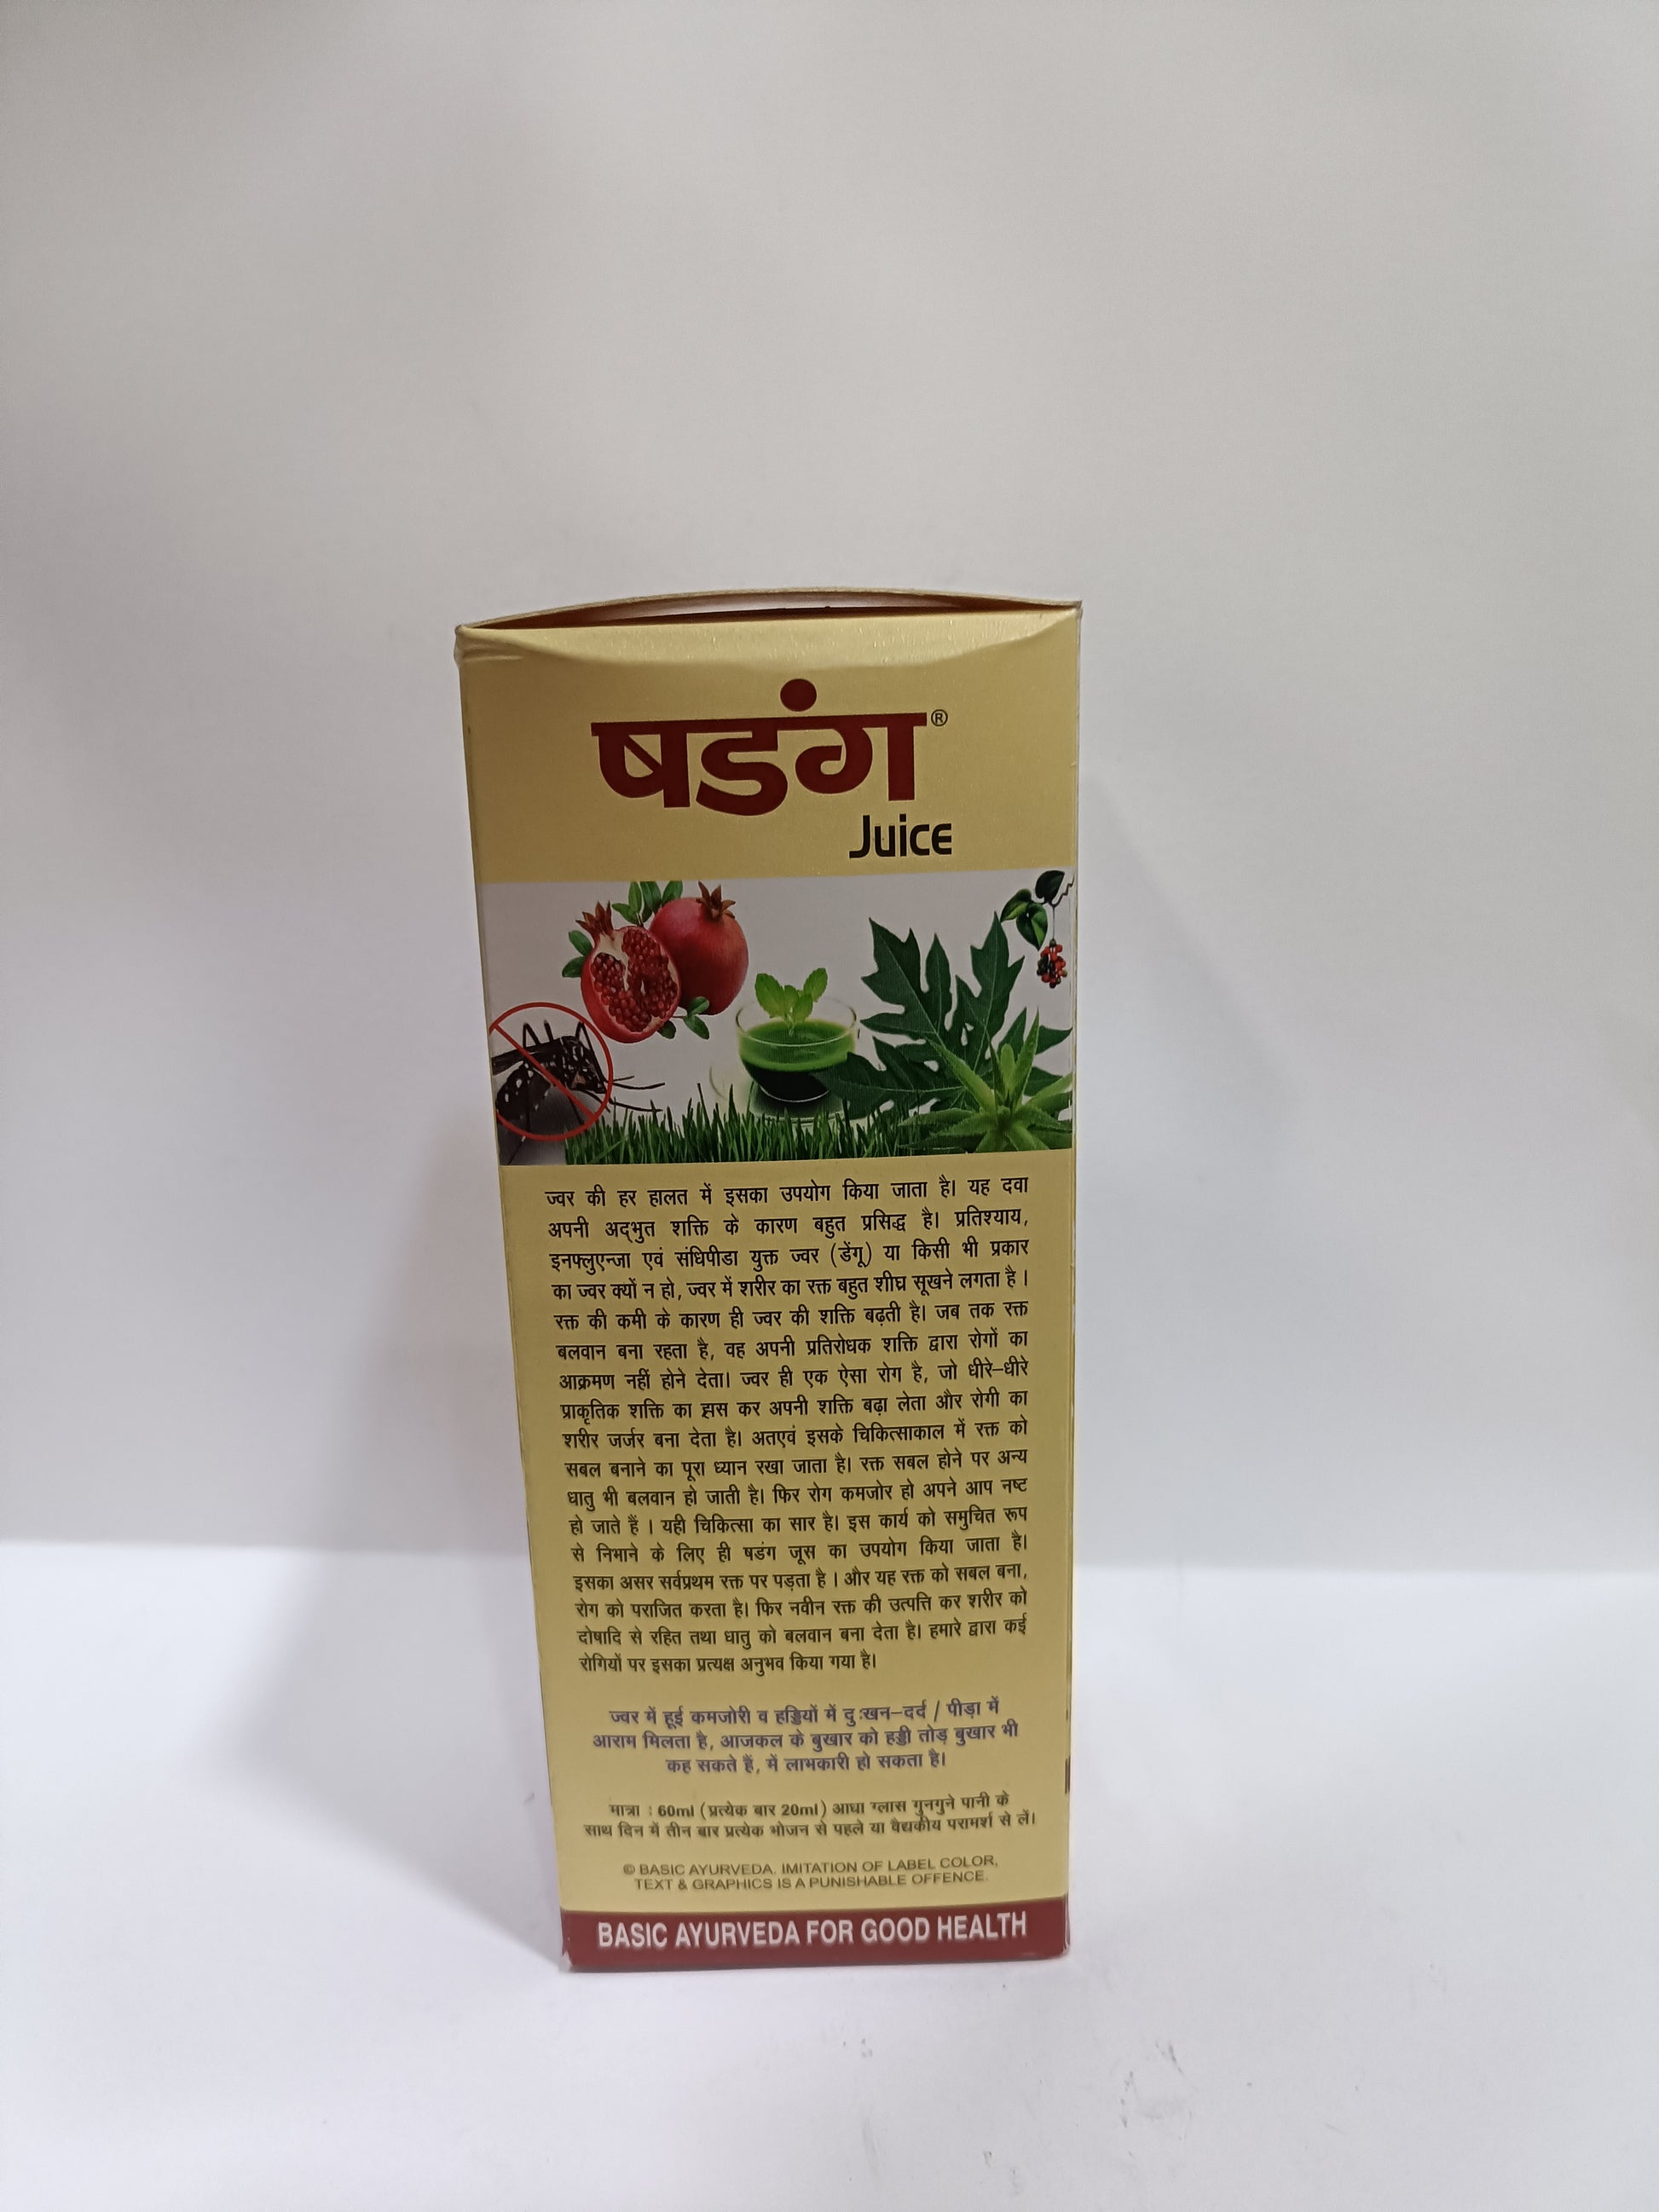 षडंग®
Juice
ज्वर की हर हालत में इसका उपयोग किया जाता है। यह दवा
अपनी अद्भुत शक्ति के कारण बहुत प्रसिद्ध है। प्रतिश्याय,
इनफ्लुएन्जा एवं संधिपीडा युक्त ज्वर (डेंगू) या किसी भी प्रकार
का ज्वर क्यों न हो, ज्वर में शरीर का रक्त बहुत शीघ्र सूखने लगता है ।
रक्त की कमी के कारण ही ज्वर की शक्ति बढ़ती है। जब तक रक्त
बलवान बना रहता है, वह अपनी प्रतिरोधक शक्ति द्वारा रोगों का
आक्रमण नहीं होने देता। ज्वर ही एक ऐसा रोग है, जो धीरे–धीरे
प्राकृतिक शक्ति का ह्रास कर अपनी शक्ति बढ़ा लेता और रोगी का
शरीर जर्जर बना देता है। अतएवं इसके चिकित्साकाल में रक्त को
सबल बनाने का पूरा ध्यान रखा जाता है। रक्त सबल होने पर अन्य
धातु भी बलवान हो जाती है। फिर रोग कमजोर हो अपने आप नष्ट
हो जाते हैं । यही चिकित्सा का सार है। इस कार्य को समुचित रूप
से निभाने के लिए ही षडंग जूस का उपयोग किया जाता है।
इसका असर सर्वप्रथम रक्त पर पड़ता है । और यह रक्त को सबल बना,
रोग को पराजित करता है। फिर नवीन रक्त की उत्पत्ति कर शरीर को
दोषादि से रहित तथा धातु को बलवान बना देता है। हमारे द्वारा कई
रोगियों पर इसका प्रत्यक्ष अनुभव किया गया है।
ज्वर में हूई कमजोरी व हड्डियों में दुःखन–दर्द / पीड़ा में
आराम मिलता है, आजकल के बुखार को हड्डी तोड़ बुखार भी
कह सकते हैं, में लाभकारी हो सकता है।
मात्रा : 60ml (प्रत्येक बार 20ml) आधा ग्लास गुनगुने पानी के
साथ दिन में तीन बार प्रत्येक भोजन से पहले या वैद्यकीय परामर्श से लें।
© BASIC AYURVEDA. IMITATION OF LABEL COLOR,
TEXT & GRAPHICS IS A PUNISHABLE OFFENCE.
BASIC AYURVEDA FOR GOOD HEALTH